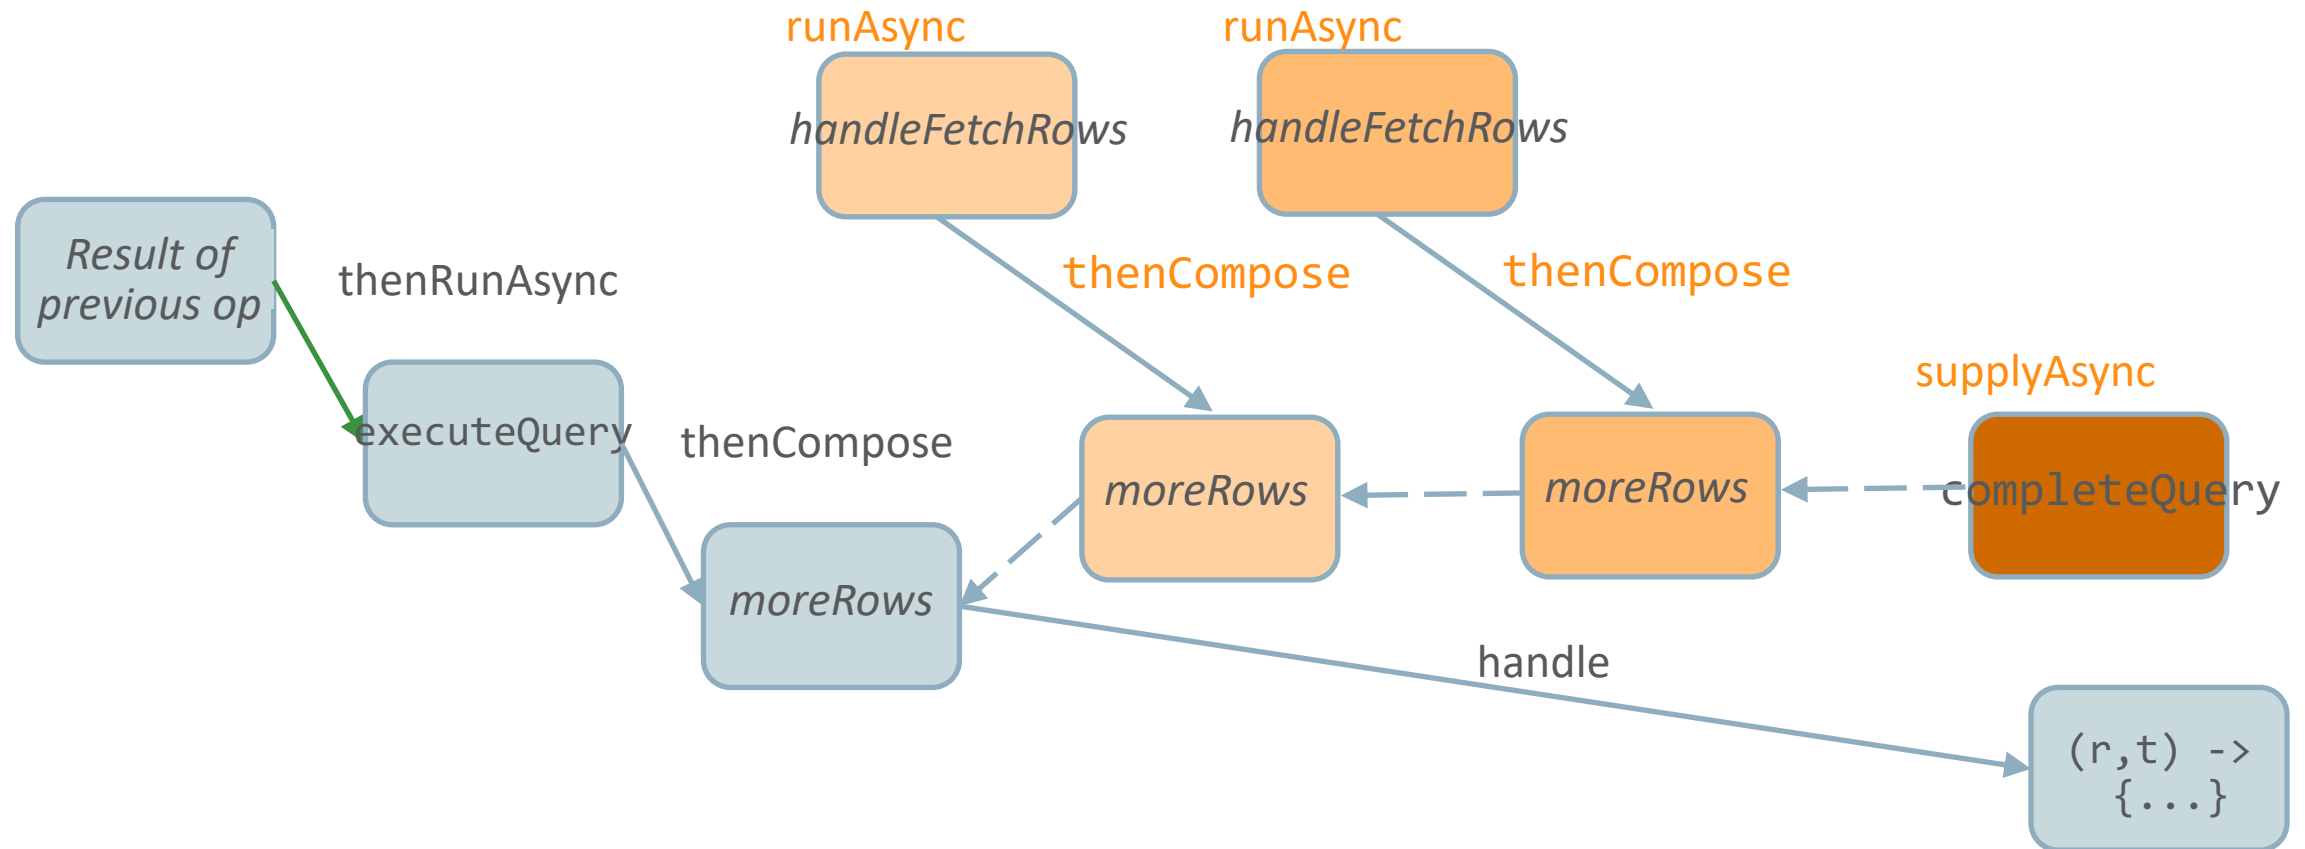 runAsync
runAsync
handleFetchRows
handleFetchRows
Result of
previous op
thenRunAsync
thenCompose
thenCompose
supplyAsync
executeQuery
thenCompose
moreRows
moreRows
completeQuery
moreRows
handle
(r,t) ->
{...}